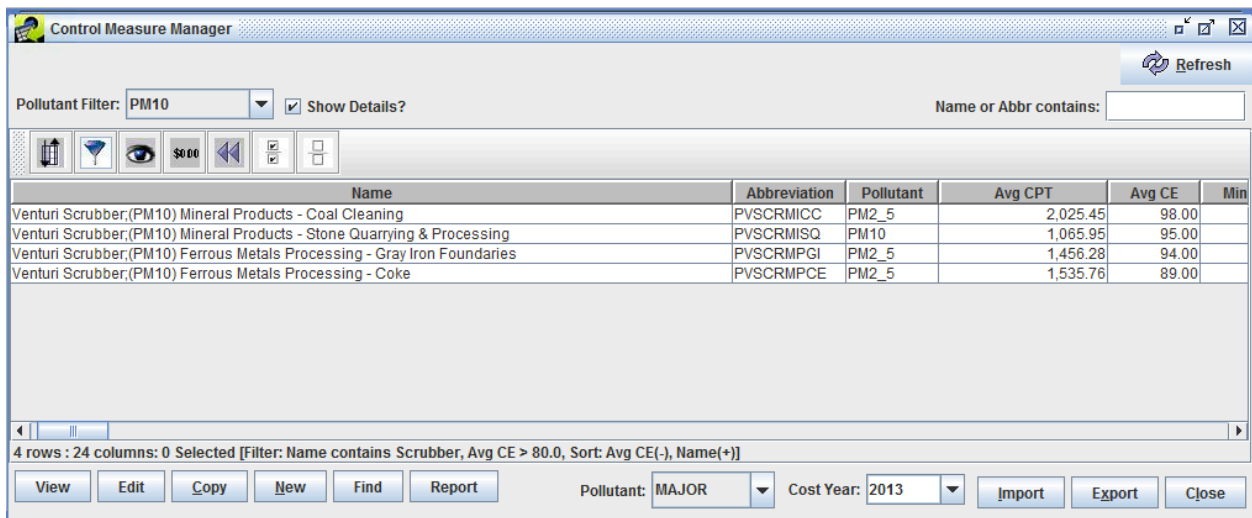 Control Measure Manager
Refresh
Pollutant Filter: PM10 Show Details? Name or Abbr contains:
$0.00
Name Abbreviation Pollutant Avg CPT Avg CE Min
Venturi Scrubber;(PM10) Mineral Products - Coal Cleaning PVSCRMICC PM2_5 2,025.45 98.00
Venturi Scrubber;(PM10) Mineral Products - Stone Quarrying & Processing PVSCRMISQ PM10 1,065.95 95.00
Venturi Scrubber;(PM10) Ferrous Metals Processing - Gray Iron Foundaries PVSCRMPGI PM2_5 1,456.28 94.00
Venturi Scrubber;(PM10) Ferrous Metals Processing - Coke PVSCRMPCE PM2_5 1,535.76 89.00
4 rows : 24 columns: 0 Selected [Filter: Name contains Scrubber, Avg CE > 80.0, Sort: Avg CE(-), Name(+)]
View Edit Copy New Find Report Pollutant: MAJOR Cost Year: 2013 Import Export Close